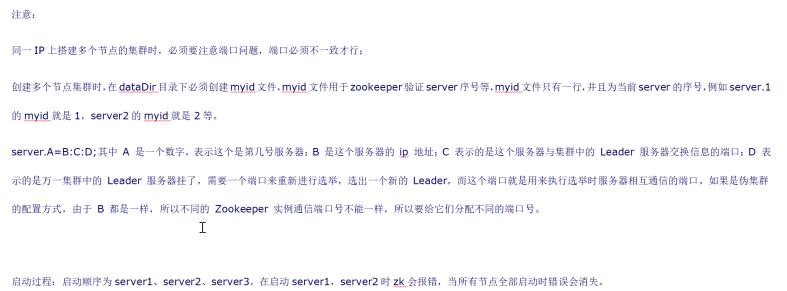 注意：
同一 IP 上搭建多个节点的集群时，必须要注意端口问题，端口必须不一致才行；
创建多个节点集群时，在 dataDir 目录下必须创建 myid 文件，myid 文件用于 zookeeper 验证 server 序号等，myid 文件只有一行，并且为当前 server 的序号，例如 server.1
的 myid 就是 1，server2 的 myid 就是 2 等。
server.A=B:C:D;其中 A 是一个数字，表示这个是第几号服务器；B 是这个服务器的 ip 地址；C 表示的是这个服务器与集群中的 Leader 服务器交换信息的端口；D 表
示的是万一集群中的 Leader 服务器挂了，需要一个端口来重新进行选举，选出一个新的 Leader，而这个端口就是用来执行选举时服务器相互通信的端口。如果是伪集群
的配置方式，由于 B 都是一样，所以不同的 Zookeeper 实例通信端口号不能一样，所以要给它们分配不同的端口号。
启动过程：启动顺序为 server1、server2、server3。在启动 server1，server2 时 zk 会报错，当所有节点全部启动时错误会消失。